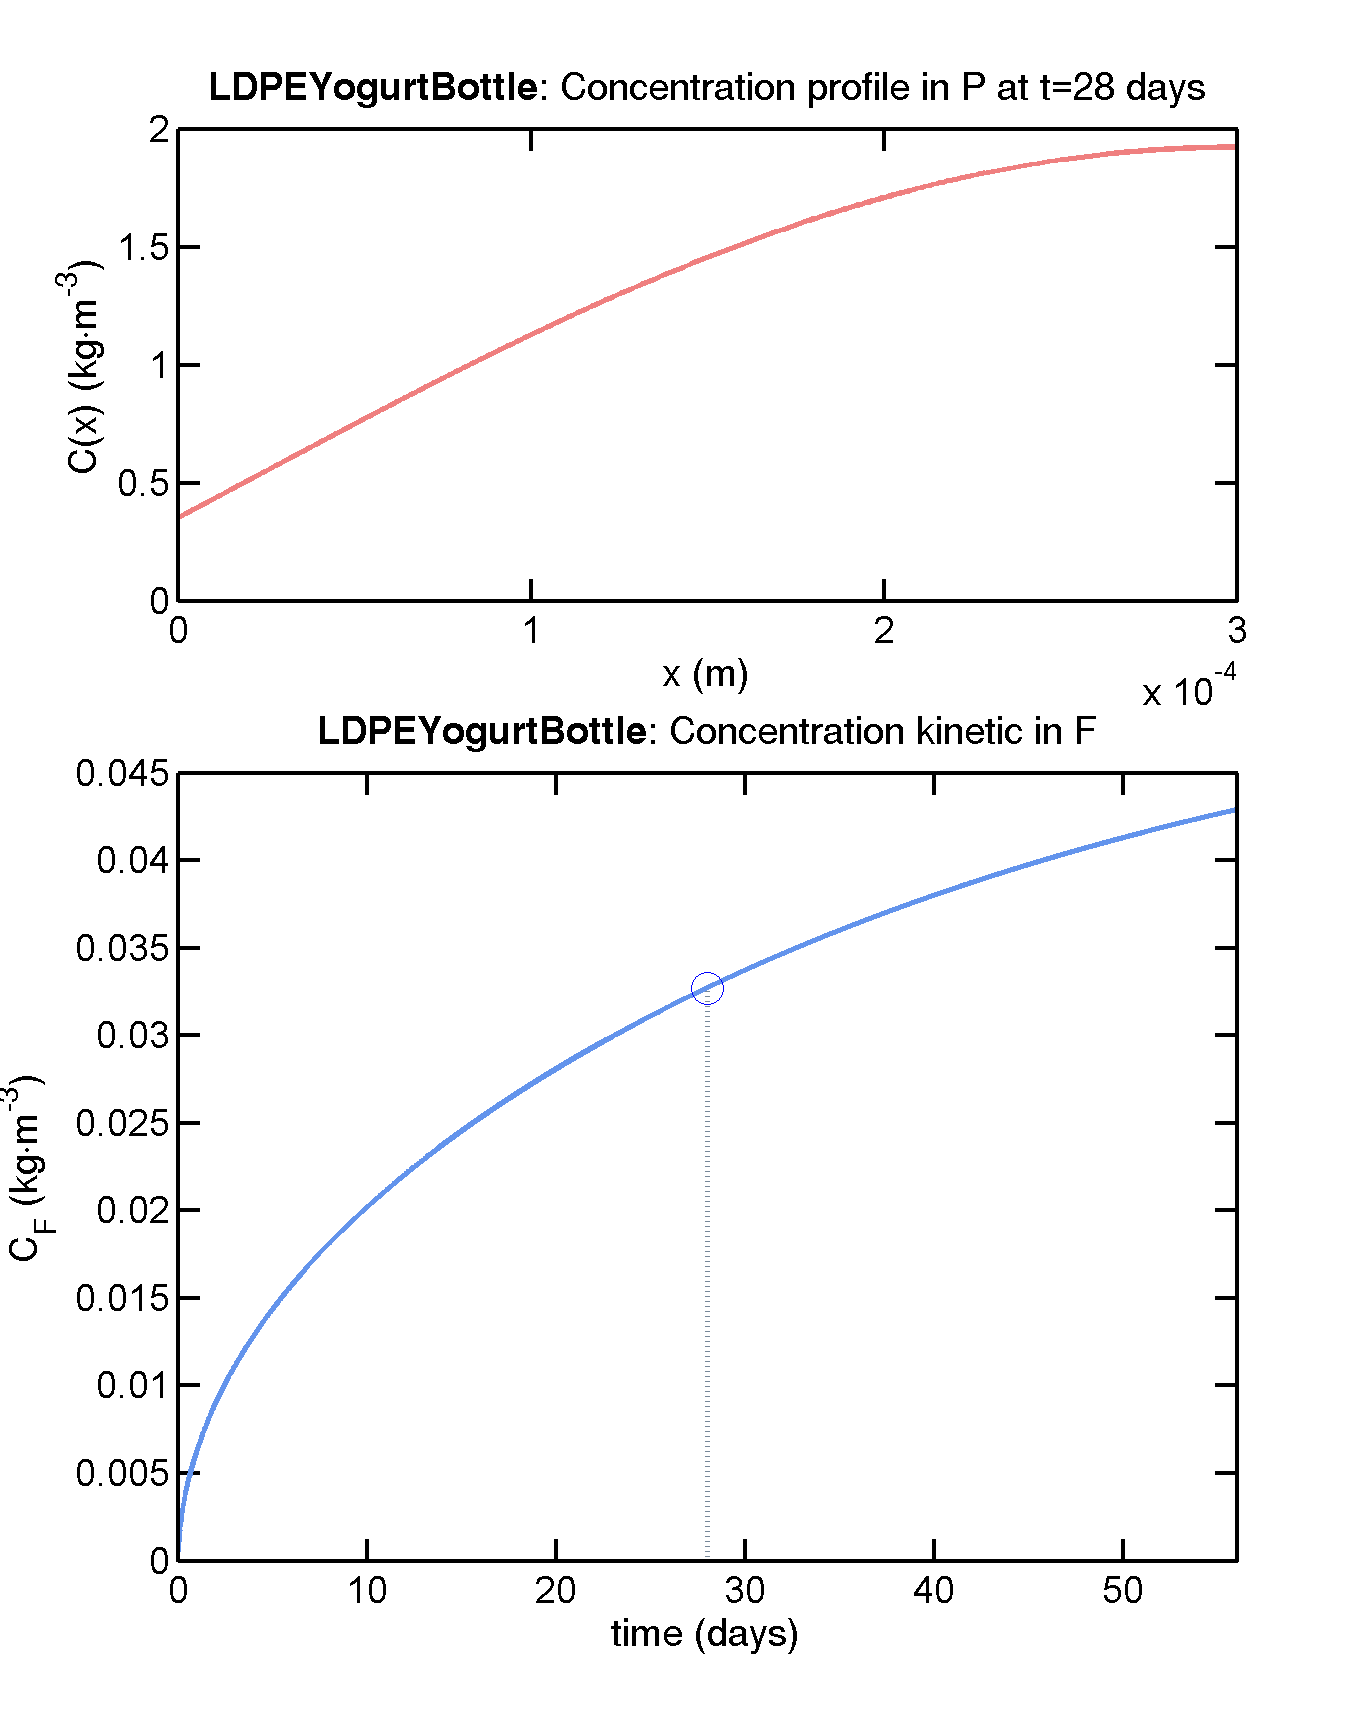 LDPEYogurtBottle: Concentration profile in P at t=28 days
2
1.5
1
0.5
0
C(x) (kg·m-3)
0 1 2 3
x (m)
x 10-4
LDPEYogurtBottle: Concentration kinetic in F
0.045
0.04
0.035
0.03
0.025
0.02
0.015
0.01
0.005
0
CF (kg·m-3)
0 10 20 30 40 50
time (days)